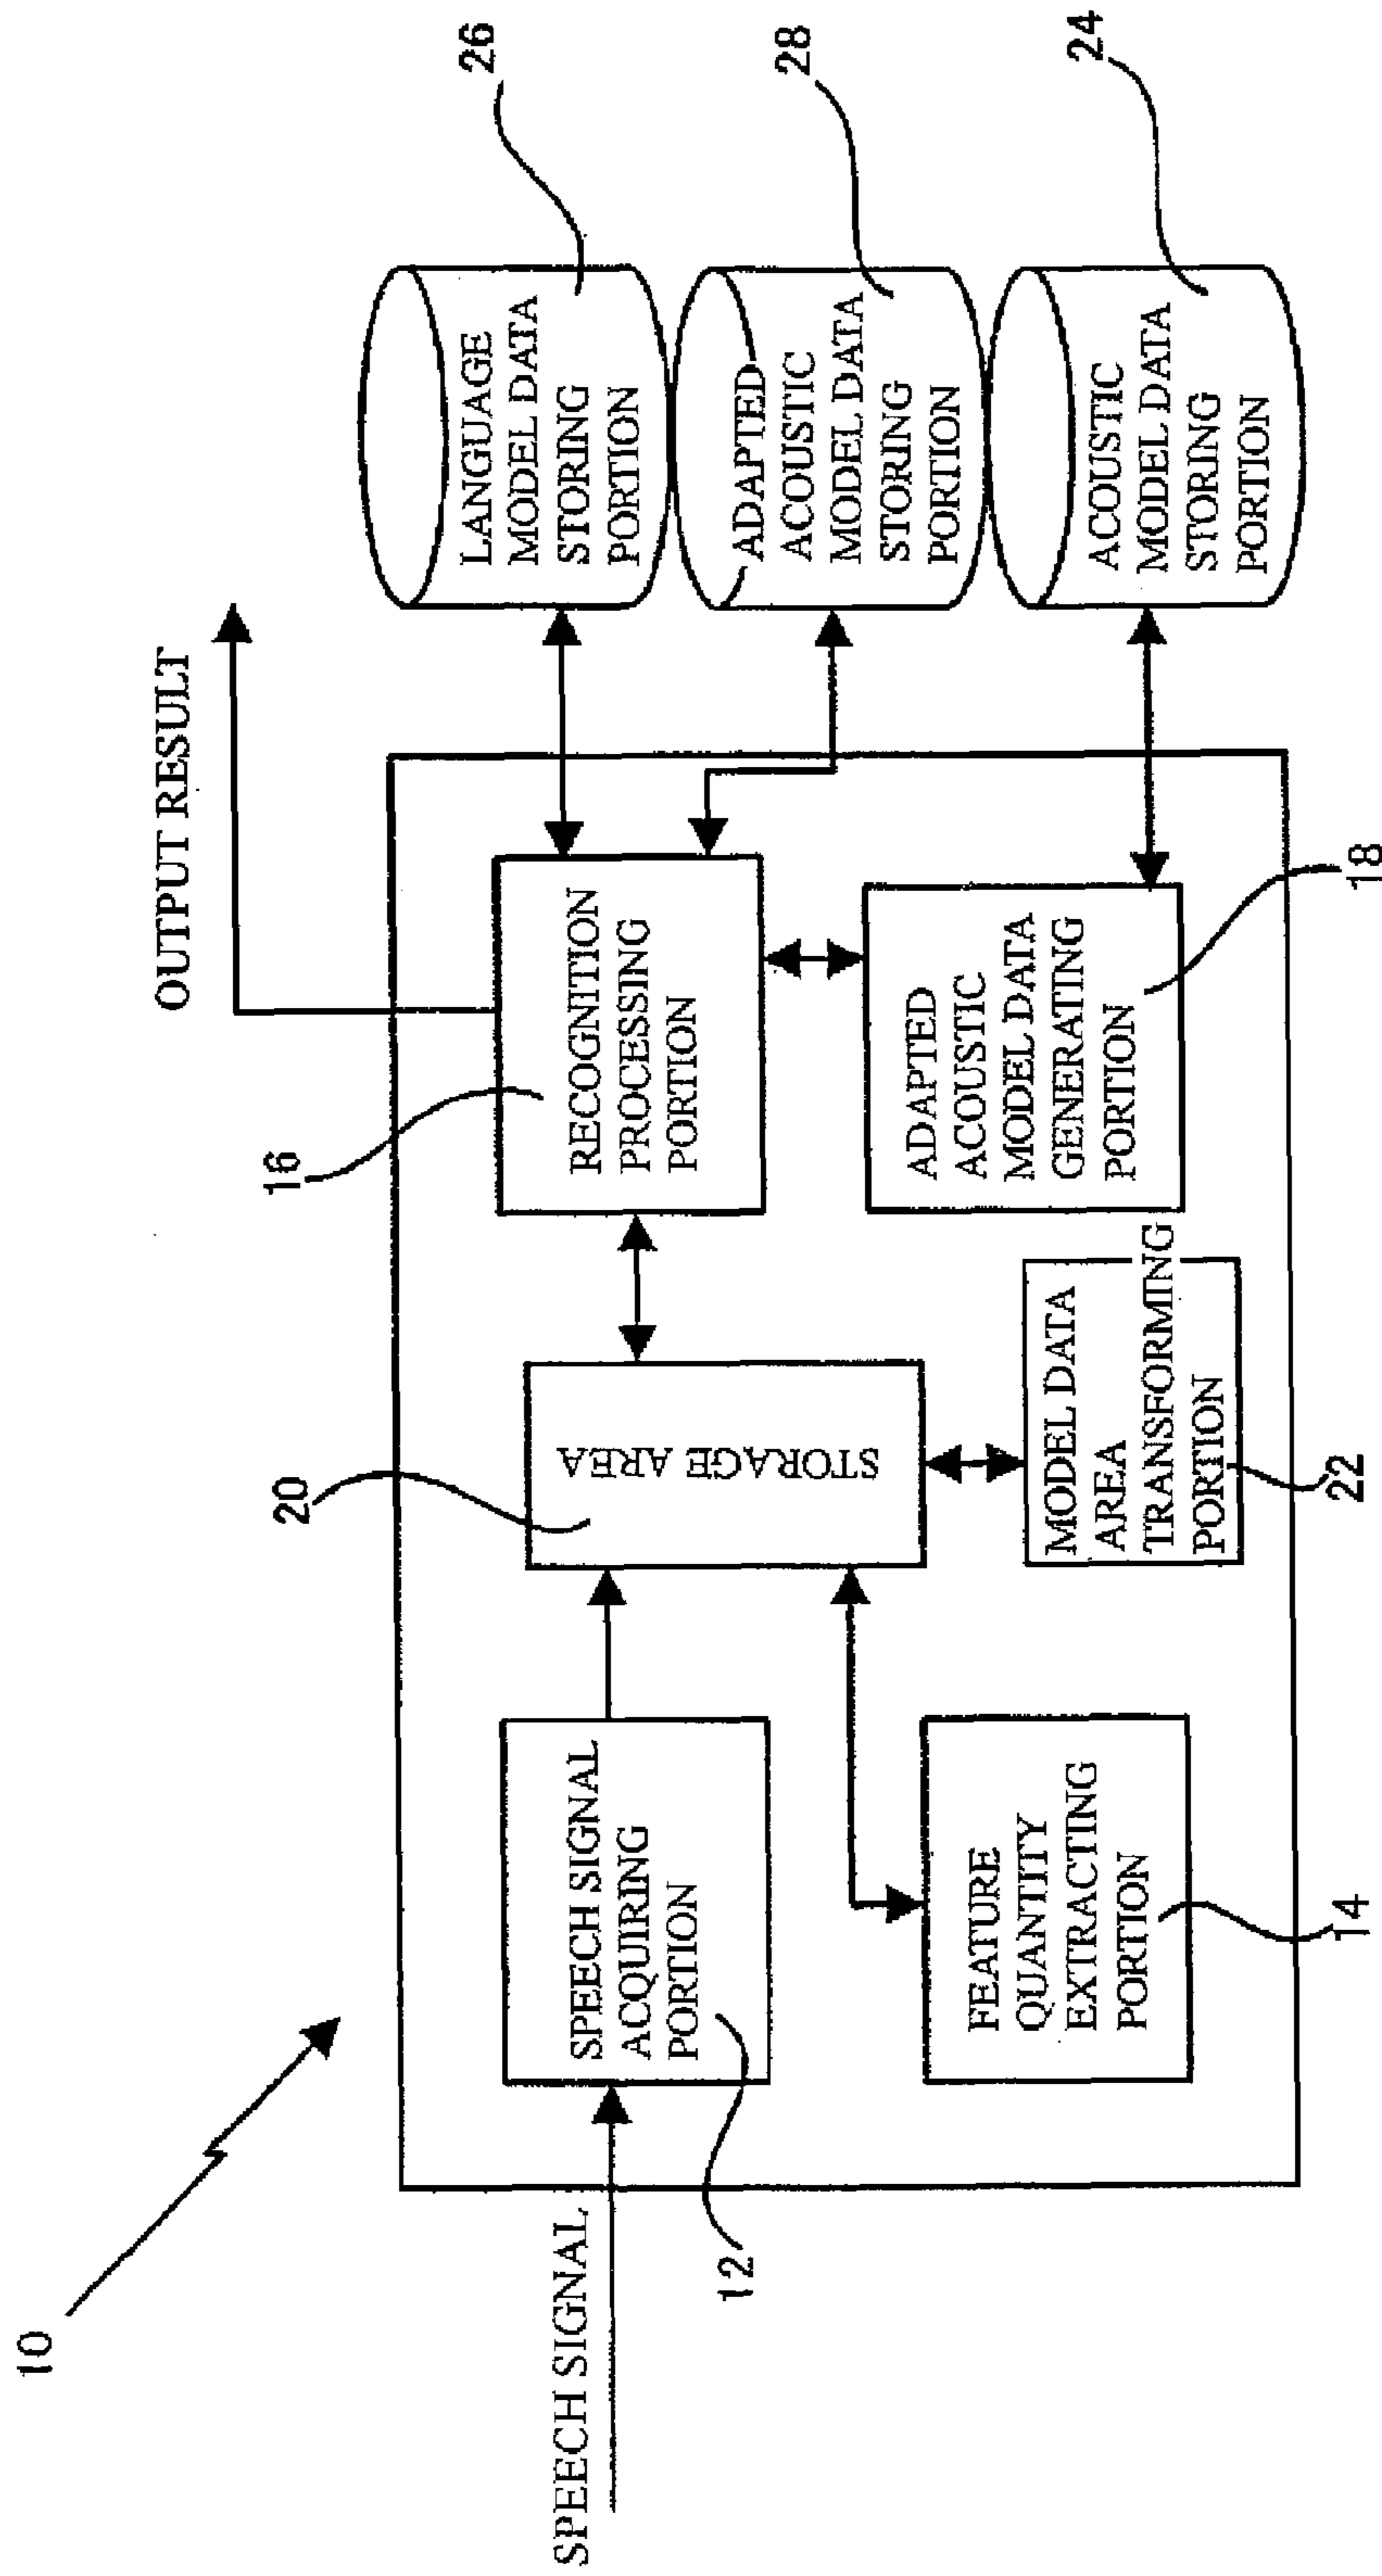 10
OUTPUT RESULT
SPEECH SIGNAL
SPEECH SIGNAL
ACQUIRING
PORTION
12
20
STORAGE AREA
16
RECOGNITION
PROCESSING
PORTION
LANGUAGE
MODEL DATA
STORING
PORTION
26
ADAPTED
ACOUSTIC
MODEL DATA
STORING
PORTION
28
FEATURE
QUANTITY
EXTRACTING
PORTION
14
MODEL DATA
AREA
TRANSFORMING
PORTION
22
ADAPTED
ACOUSTIC
MODEL DATA
GENERATING
PORTION
18
ACOUSTIC
MODEL DATA
STORING
PORTION
24